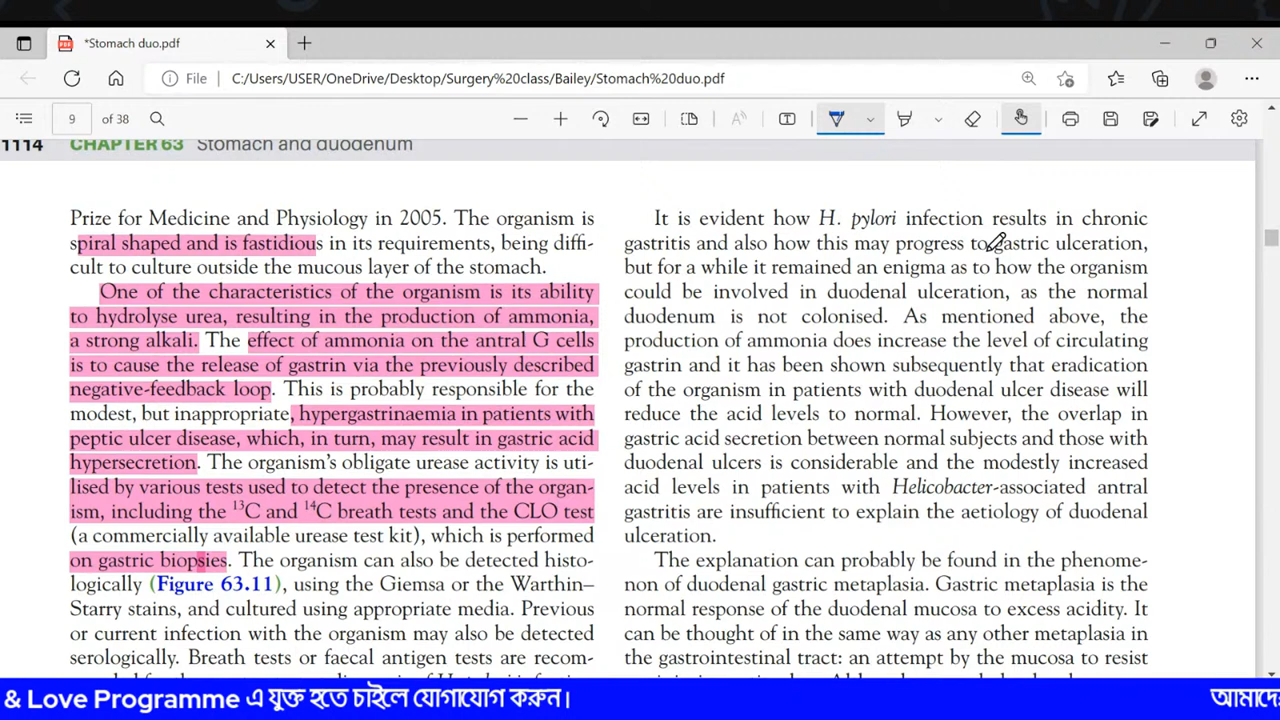 *Stomach duo.pdf
File
C:/Users/USER/OneDrive/Desktop/Surgery%20class/Bailey/Stomach%20duo.pdf
9 of 38
1114 CHAPTER 63 Stomach and duodenum
Prize for Medicine and Physiology in 2005. The organism is
spiral shaped and is fastidious in its requirements, being diffi-
cult to culture outside the mucous layer of the stomach.
One of the characteristics of the organism is its ability
to hydrolyse urea, resulting in the production of ammonia,
a strong alkali. The effect of ammonia on the antral G cells
is to cause the release of gastrin via the previously described
negative-feedback loop. This is probably responsible for the
modest, but inappropriate, hypergastrinaemia in patients with
peptic ulcer disease, which, in turn, may result in gastric acid
hypersecretion. The organism's obligate urease activity is uti-
lised by various tests used to detect the presence of the organ-
ism, including the ¹³C and ¹⁴C breath tests and the CLO test
(a commercially available urease test kit), which is performed
on gastric biopsies. The organism can also be detected histo-
logically (Figure 63.11), using the Giemsa or the Warthin–
Starry stains, and cultured using appropriate media. Previous
or current infection with the organism may also be detected
serologically. Breath tests or faecal antigen tests are recom-
It is evident how H. pylori infection results in chronic
gastritis and also how this may progress to gastric ulceration,
but for a while it remained an enigma as to how the organism
could be involved in duodenal ulceration, as the normal
duodenum is not colonised. As mentioned above, the
production of ammonia does increase the level of circulating
gastrin and it has been shown subsequently that eradication
of the organism in patients with duodenal ulcer disease will
reduce the acid levels to normal. However, the overlap in
gastric acid secretion between normal subjects and those with
duodenal ulcers is considerable and the modestly increased
acid levels in patients with Helicobacter-associated antral
gastritis are insufficient to explain the aetiology of duodenal
ulceration.
The explanation can probably be found in the phenome-
non of duodenal gastric metaplasia. Gastric metaplasia is the
normal response of the duodenal mucosa to excess acidity. It
can be thought of in the same way as any other metaplasia in
the gastrointestinal tract: an attempt by the mucosa to resist
& Love Programme এ যুক্ত হতে চাইলে যোগাযোগ করুন। আমাদে